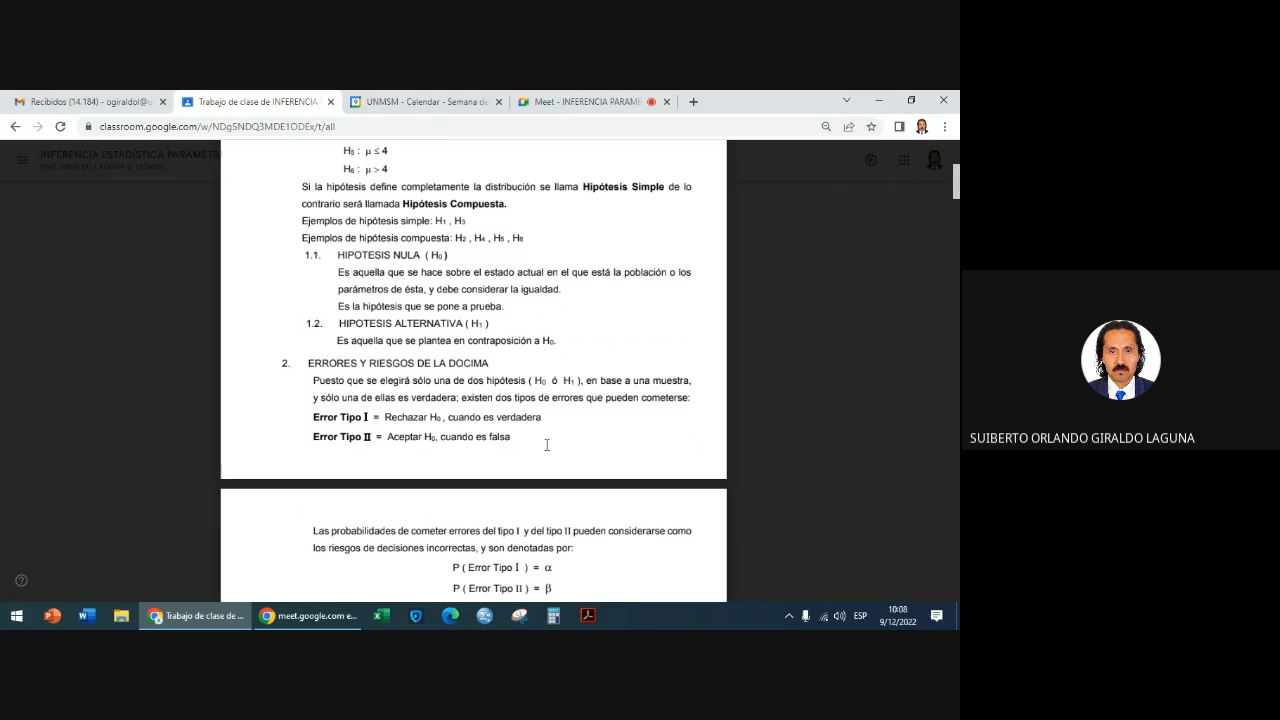 Recibidos (14.184) - ogiraldol@u
Trabajo de clase de INFERENCIA
UNMSM - Calendar - Semana de
Meet - INFERENCIA PARAME
classroom.google.com/w/NDg5NDQ3MDE1ODEx/t/all
INFERENCIA ESTADÍSTICA PARAMÉTR
H5 : μ ≤ 4
H6 : μ > 4
Si la hipótesis define completamente la distribución se llama Hipótesis Simple de lo
contrario será llamada Hipótesis Compuesta.
Ejemplos de hipótesis simple: H1 , H3
Ejemplos de hipótesis compuesta: H2 , H4 , H5 , H6
1.1. HIPOTESIS NULA ( H0 )
Es aquella que se hace sobre el estado actual en el que está la población o los
parámetros de ésta, y debe considerar la igualdad.
Es la hipótesis que se pone a prueba.
1.2. HIPOTESIS ALTERNATIVA ( H1 )
Es aquella que se plantea en contraposición a H0.
2. ERRORES Y RIESGOS DE LA DOCIMA
Puesto que se elegirá sólo una de dos hipótesis ( H0 ó H1 ), en base a una muestra,
y sólo una de ellas es verdadera; existen dos tipos de errores que pueden cometerse:
Error Tipo I = Rechazar H0 , cuando es verdadera
Error Tipo II = Aceptar H0, cuando es falsa
Las probabilidades de cometer errores del tipo I y del tipo II pueden considerarse como
los riesgos de decisiones incorrectas, y son denotadas por:
P ( Error Tipo I ) = α
P ( Error Tipo II ) = β
SUIBERTO ORLANDO GIRALDO LAGUNA
Trabajo de clase de ...
meet.google.com e...
ESP
10:08
9/12/2022